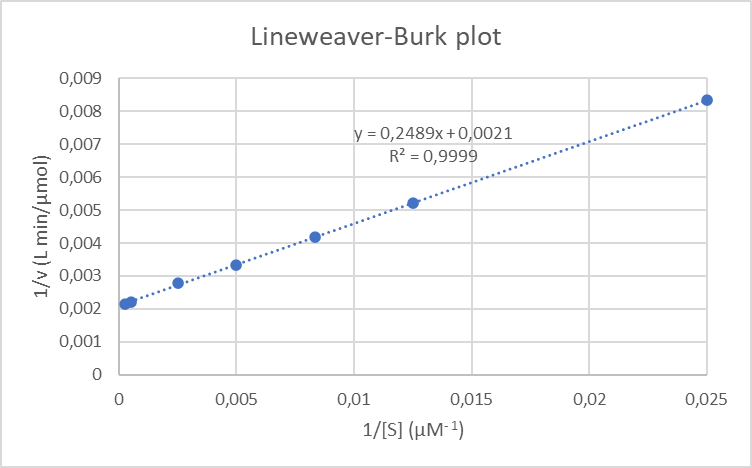 Lineweaver-Burk plot
0,009
0,008
0,007
0,006
0,005
0,004
0,003
0,002
0,001
0
1/v (L min/μmol)
y = 0,2489x + 0,0021
R² = 0,9999
0 0,005 0,01 0,015 0,02 0,025
1/[S] (μM⁻¹)